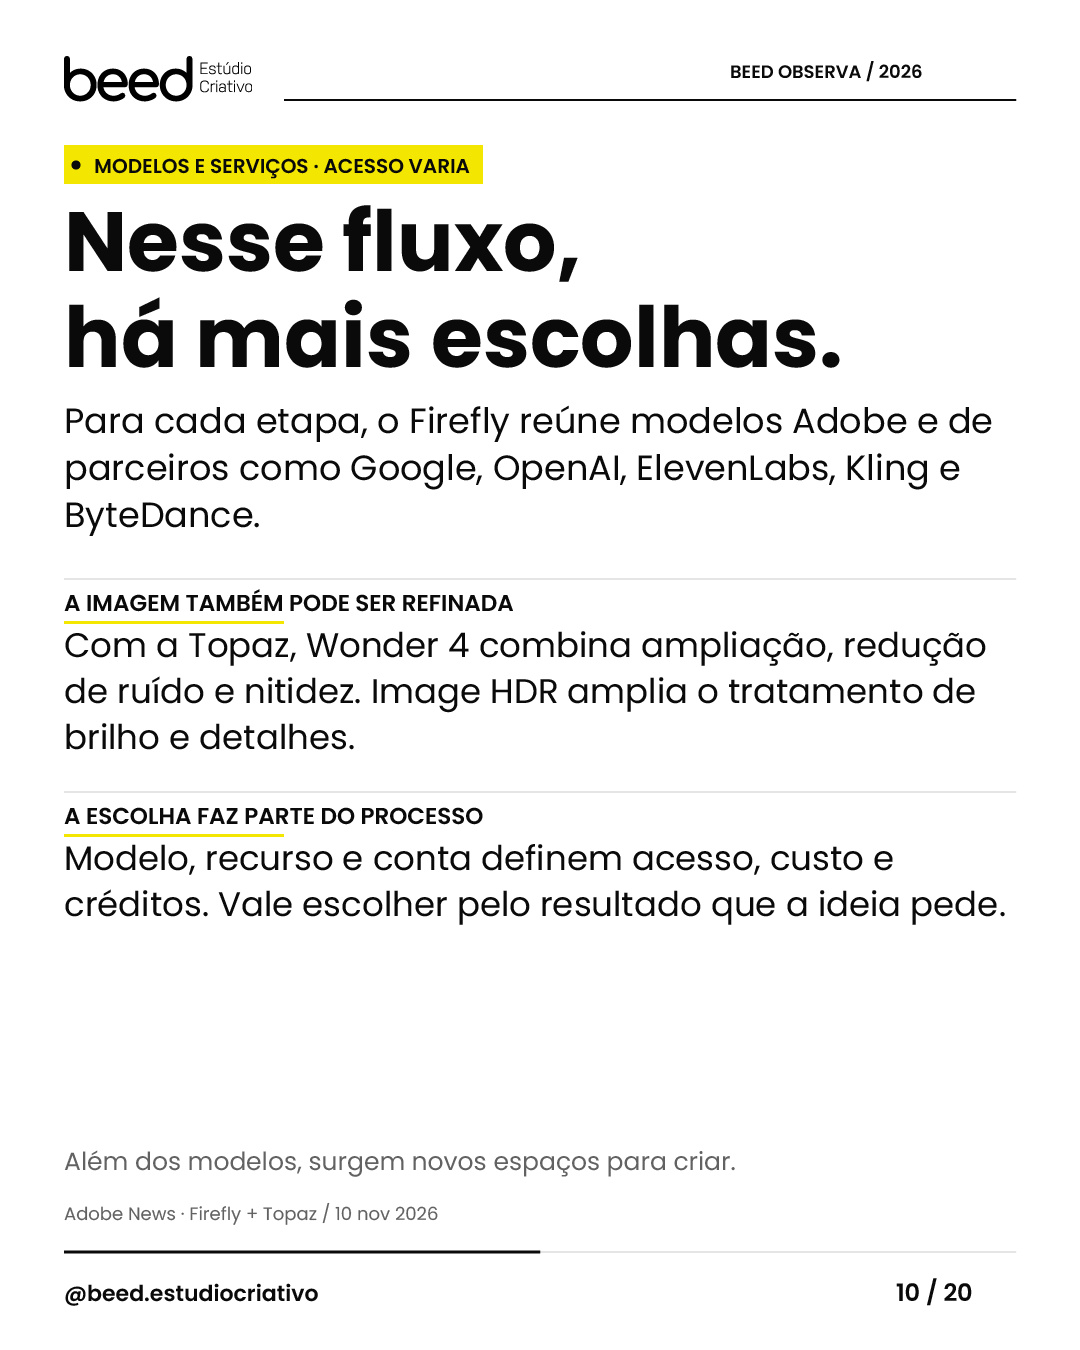 beed Estúdio
Criativo
BEED OBSERVA / 2026
• MODELOS E SERVIÇOS · ACESSO VARIA
Nesse fluxo,
há mais escolhas.
Para cada etapa, o Firefly reúne modelos Adobe e de
parceiros como Google, OpenAI, ElevenLabs, Kling e
ByteDance.
A IMAGEM TAMBÉM PODE SER REFINADA
Com a Topaz, Wonder 4 combina ampliação, redução
de ruído e nitidez. Image HDR amplia o tratamento de
brilho e detalhes.
A ESCOLHA FAZ PARTE DO PROCESSO
Modelo, recurso e conta definem acesso, custo e
créditos. Vale escolher pelo resultado que a ideia pede.
Além dos modelos, surgem novos espaços para criar.
Adobe News · Firefly + Topaz / 10 nov 2026
@beed.estudiocriativo
10 / 20